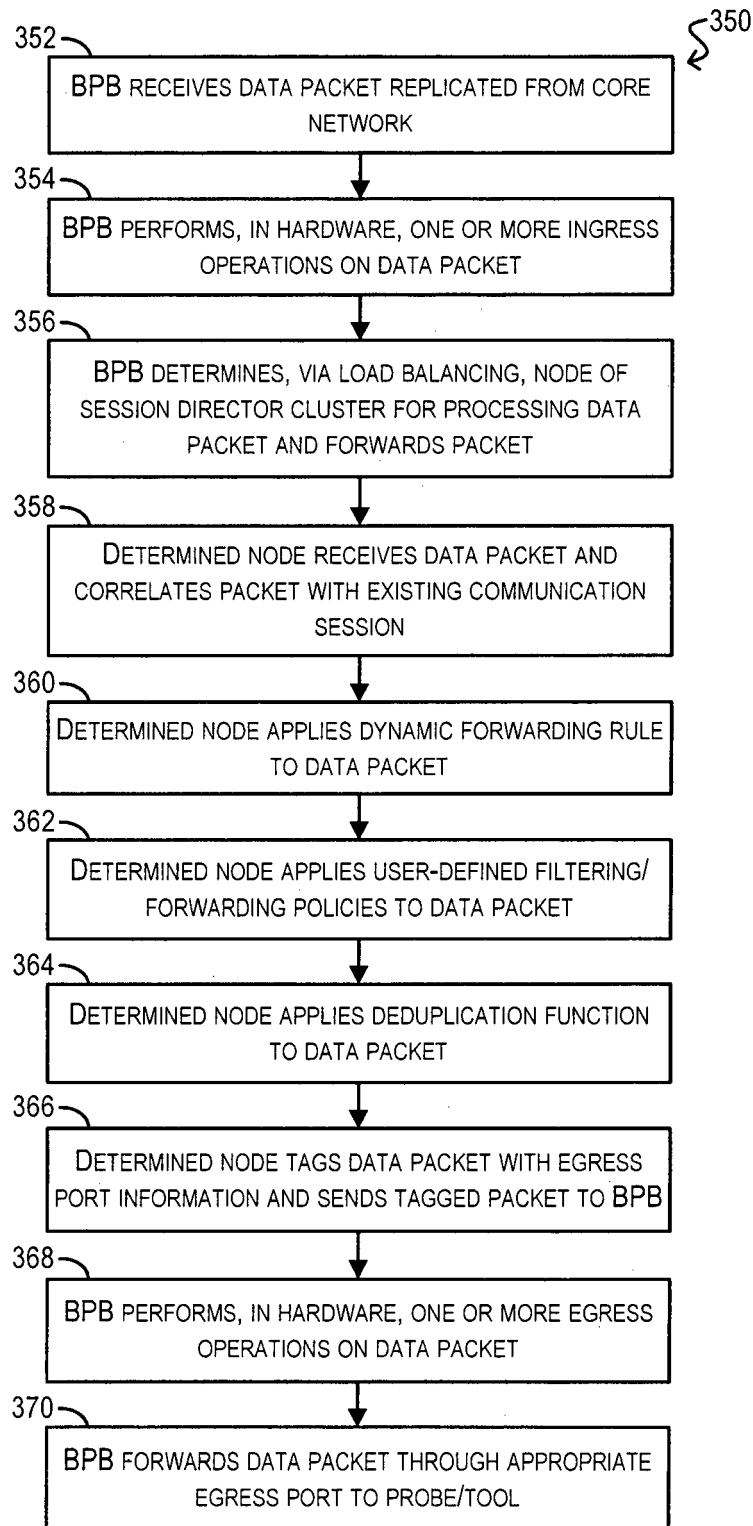 350
352
BPB RECEIVES DATA PACKET REPLICATED FROM CORE
NETWORK
354
BPB PERFORMS, IN HARDWARE, ONE OR MORE INGRESS
OPERATIONS ON DATA PACKET
356
BPB DETERMINES, VIA LOAD BALANCING, NODE OF
SESSION DIRECTOR CLUSTER FOR PROCESSING DATA
PACKET AND FORWARDS PACKET
358
DETERMINED NODE RECEIVES DATA PACKET AND
CORRELATES PACKET WITH EXISTING COMMUNICATION
SESSION
360
DETERMINED NODE APPLIES DYNAMIC FORWARDING RULE
TO DATA PACKET
362
DETERMINED NODE APPLIES USER-DEFINED FILTERING/
FORWARDING POLICIES TO DATA PACKET
364
DETERMINED NODE APPLIES DEDUPLICATION FUNCTION
TO DATA PACKET
366
DETERMINED NODE TAGS DATA PACKET WITH EGRESS
PORT INFORMATION AND SENDS TAGGED PACKET TO BPB
368
BPB PERFORMS, IN HARDWARE, ONE OR MORE EGRESS
OPERATIONS ON DATA PACKET
370
BPB FORWARDS DATA PACKET THROUGH APPROPRIATE
EGRESS PORT TO PROBE/TOOL